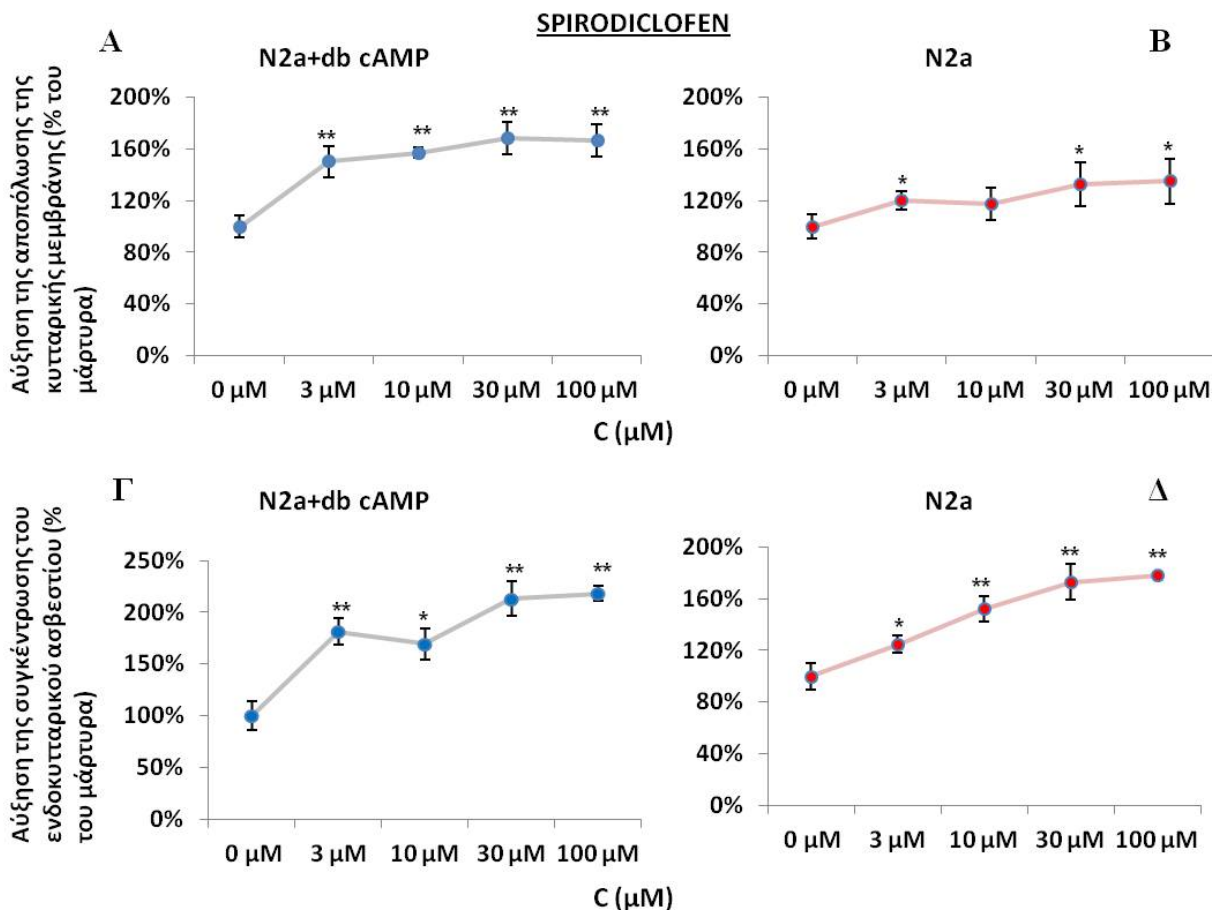 SPIRODICLOFEN
Α
N2a+db cAMP
Β
N2a
Αύξηση της αποπόλωσης της
κυτταρικής μεμβράνης (% του
μάρτυρα)
200%
160%
120%
80%
40%
0%
** ** ** **
0 μM 3 μM 10 μM 30 μM 100 μM
C (μM)
200%
160%
120%
80%
40%
0%
* * *
0 μM 3 μM 10 μM 30 μM 100 μM
Γ
N2a+db cAMP
Δ
N2a
Αύξηση της συγκέντρωσης του
ενδοκυτταρικού ασβεστίου (%
του μάρτυρα)
250%
200%
150%
100%
50%
0%
** * ** **
0 μM 3 μM 10 μM 30 μM 100 μM
C (μM)
200%
160%
120%
80%
40%
0%
* ** ** **
0 μM 3 μM 10 μM 30 μM 100 μM